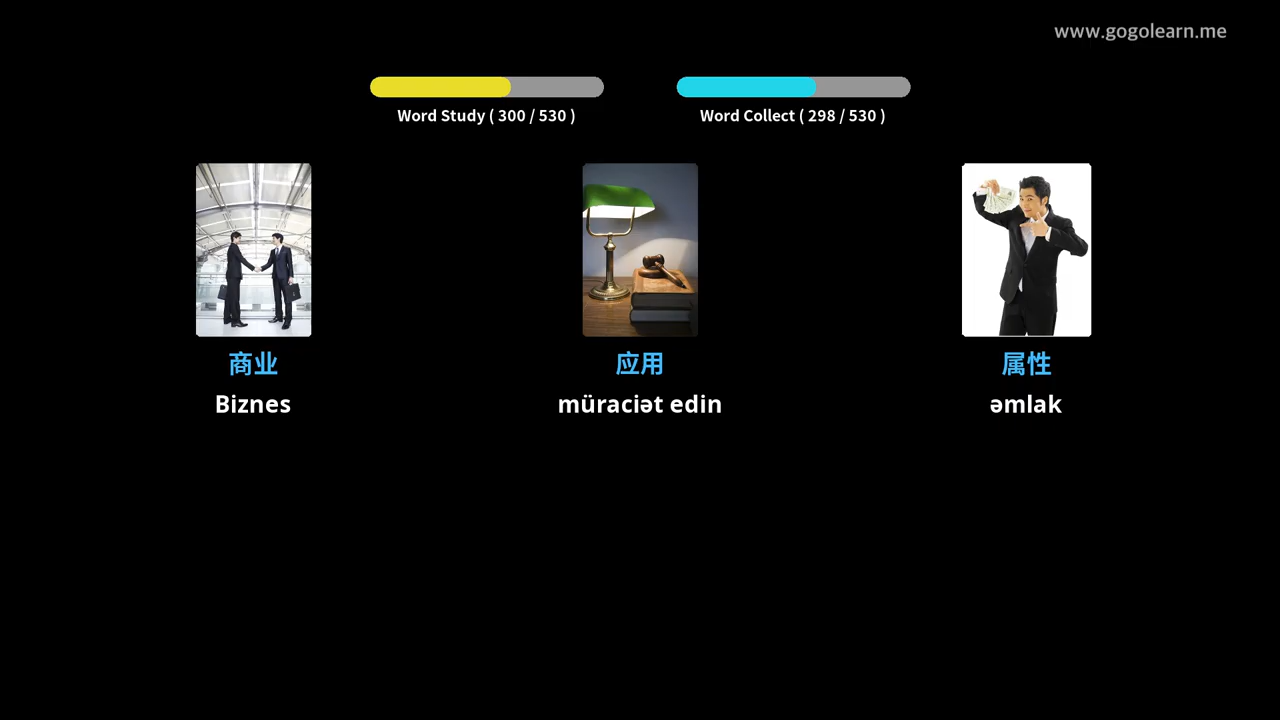 www.gogolearn.me
Word Study ( 300 / 530 )
Word Collect ( 298 / 530 )
商业
应用
属性
Biznes
müraciət edin
əmlak